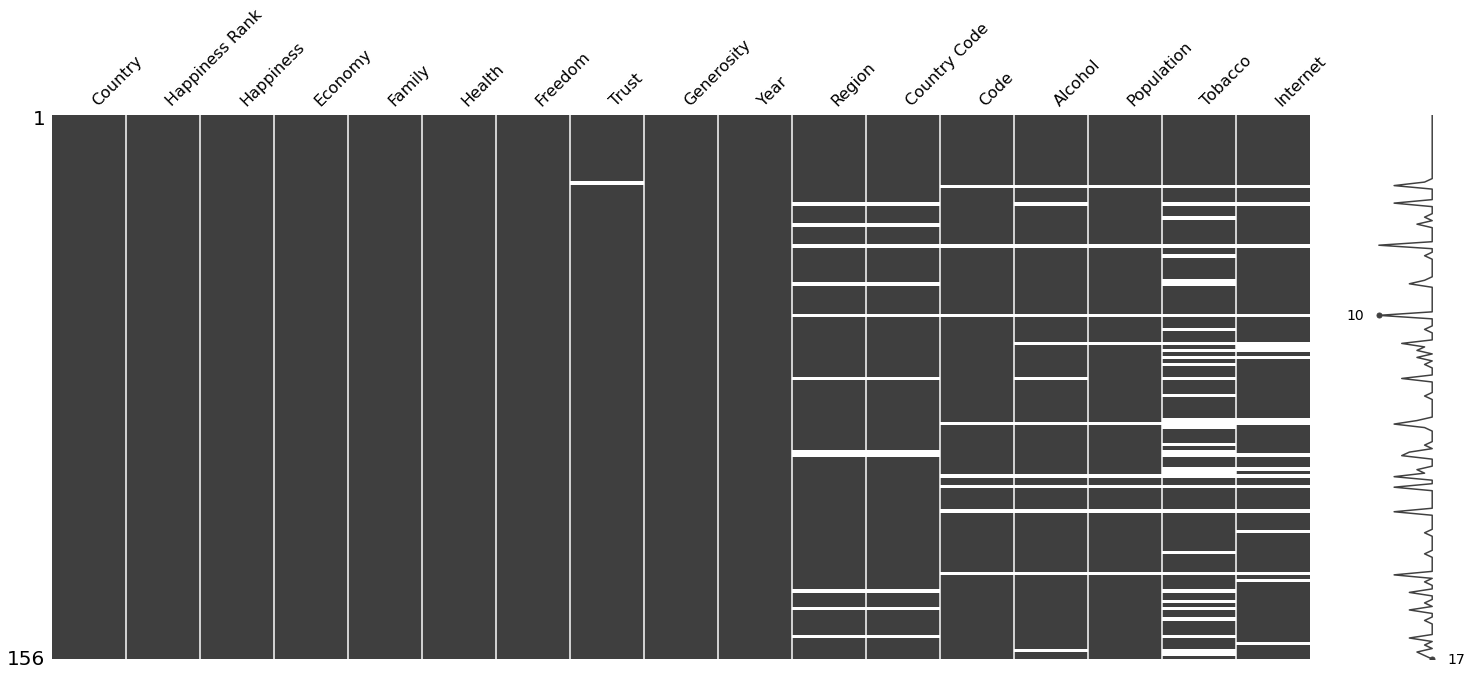 Country
Happiness Rank
Happiness
Economy
Family
Health
Freedom
Trust
Generosity
Year
Region
Country Code
Code
Alcohol
Population
Tobacco
Internet
1
10
156
17